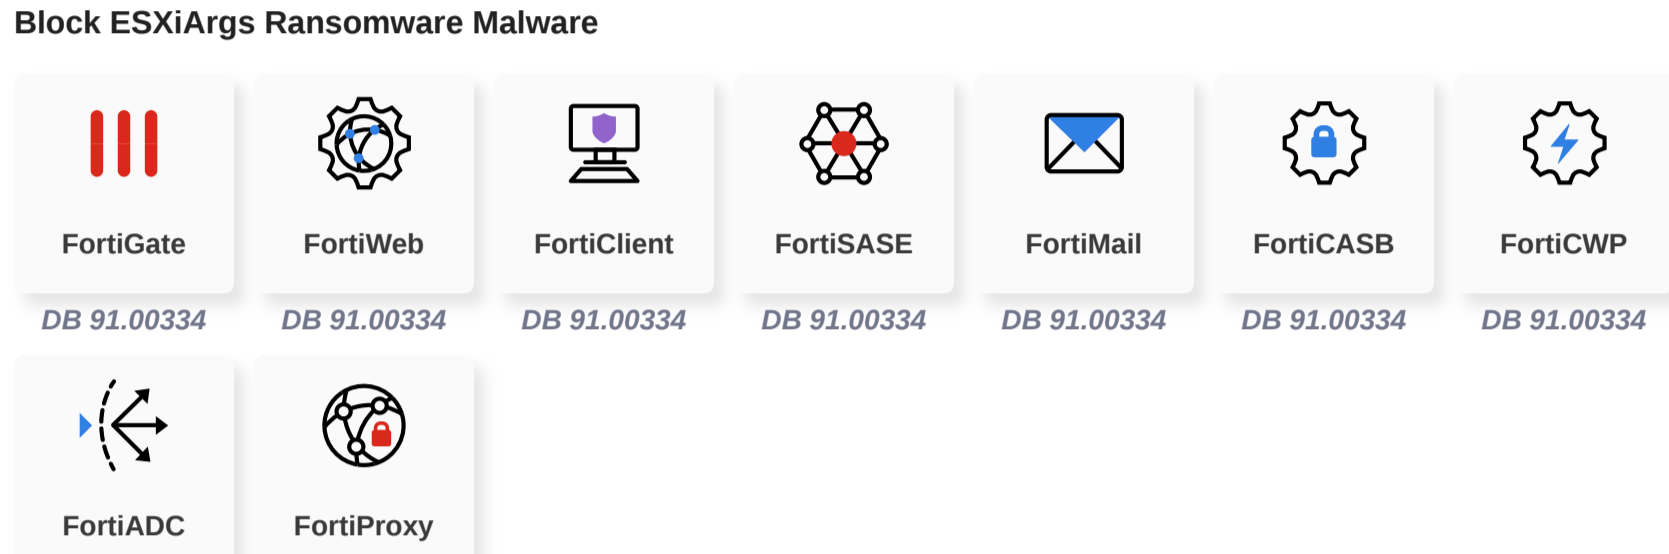 Block ESXiArgs Ransomware Malware
FortiGate FortiWeb FortiClient FortiSASE FortiMail FortiCASB FortiCWP
DB 91.00334 DB 91.00334 DB 91.00334 DB 91.00334 DB 91.00334 DB 91.00334 DB 91.00334
FortiADC FortiProxy